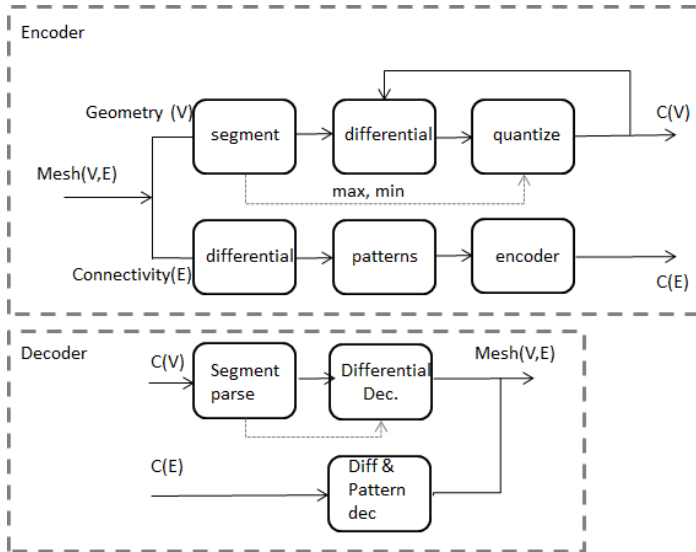 Encoder
Geometry (V)
C(V)
segment
differential
quantize
Mesh(V,E)
max, min
differential
patterns
encoder
Connectivity(E)
C(E)
Decoder
C(V)
Mesh(V,E)
Segment
parse
Differential
Dec.
C(E)
Diff &
Pattern
dec